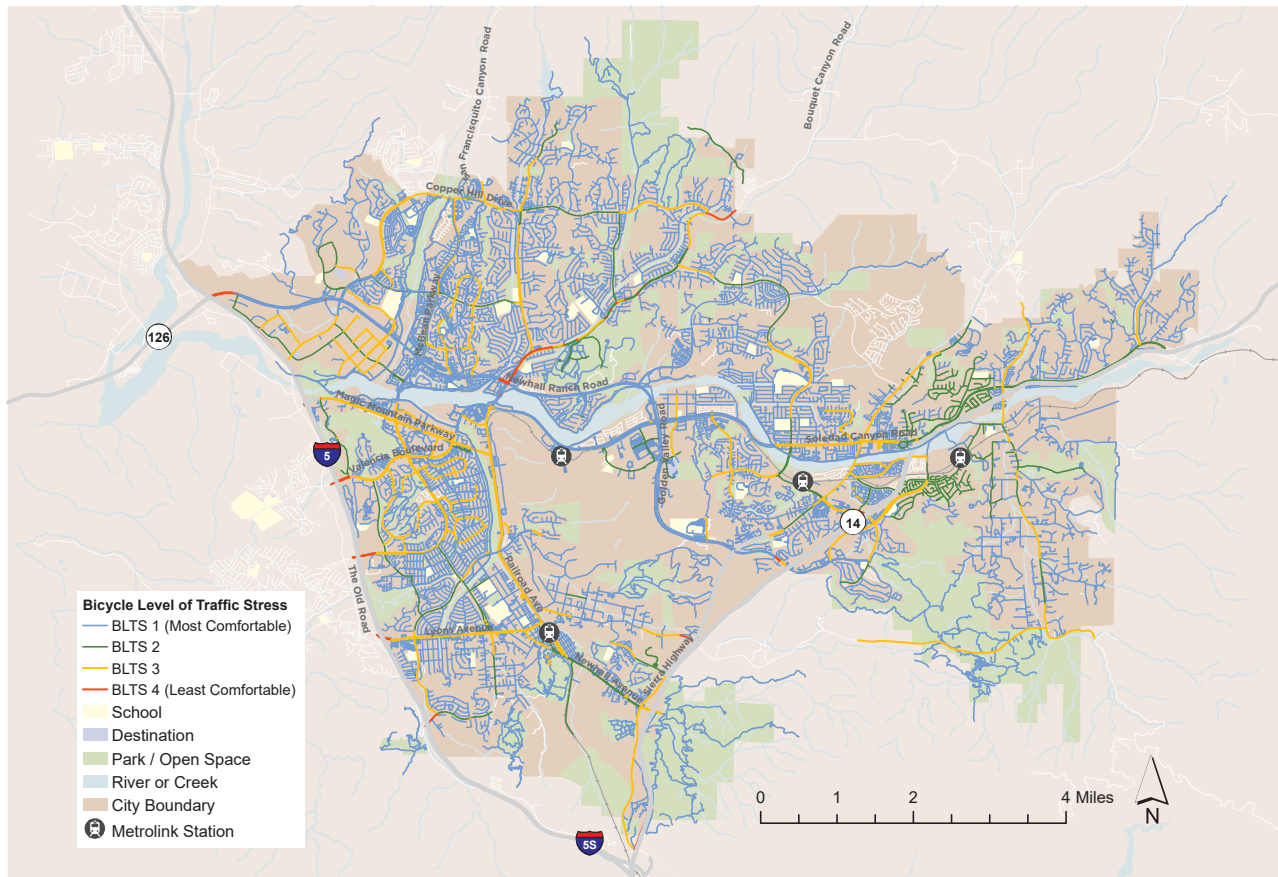 San Francisquito Canyon Road
Bouquet Canyon Road
Copper Hill Drive
McBean Parkway
126
Newhall Ranch Road
Magic Mountain Parkway
Valencia Boulevard
5
Golden Valley Road
Soledad Canyon Road
14
The Old Road
Railroad Ave
Lyons Avenue
Newhall Avenue
Sierra Highway
Bicycle Level of Traffic Stress
BLTS 1 (Most Comfortable)
BLTS 2
BLTS 3
BLTS 4 (Least Comfortable)
School
Destination
Park / Open Space
River or Creek
City Boundary
Metrolink Station
0 1 2 4 Miles
N
5S